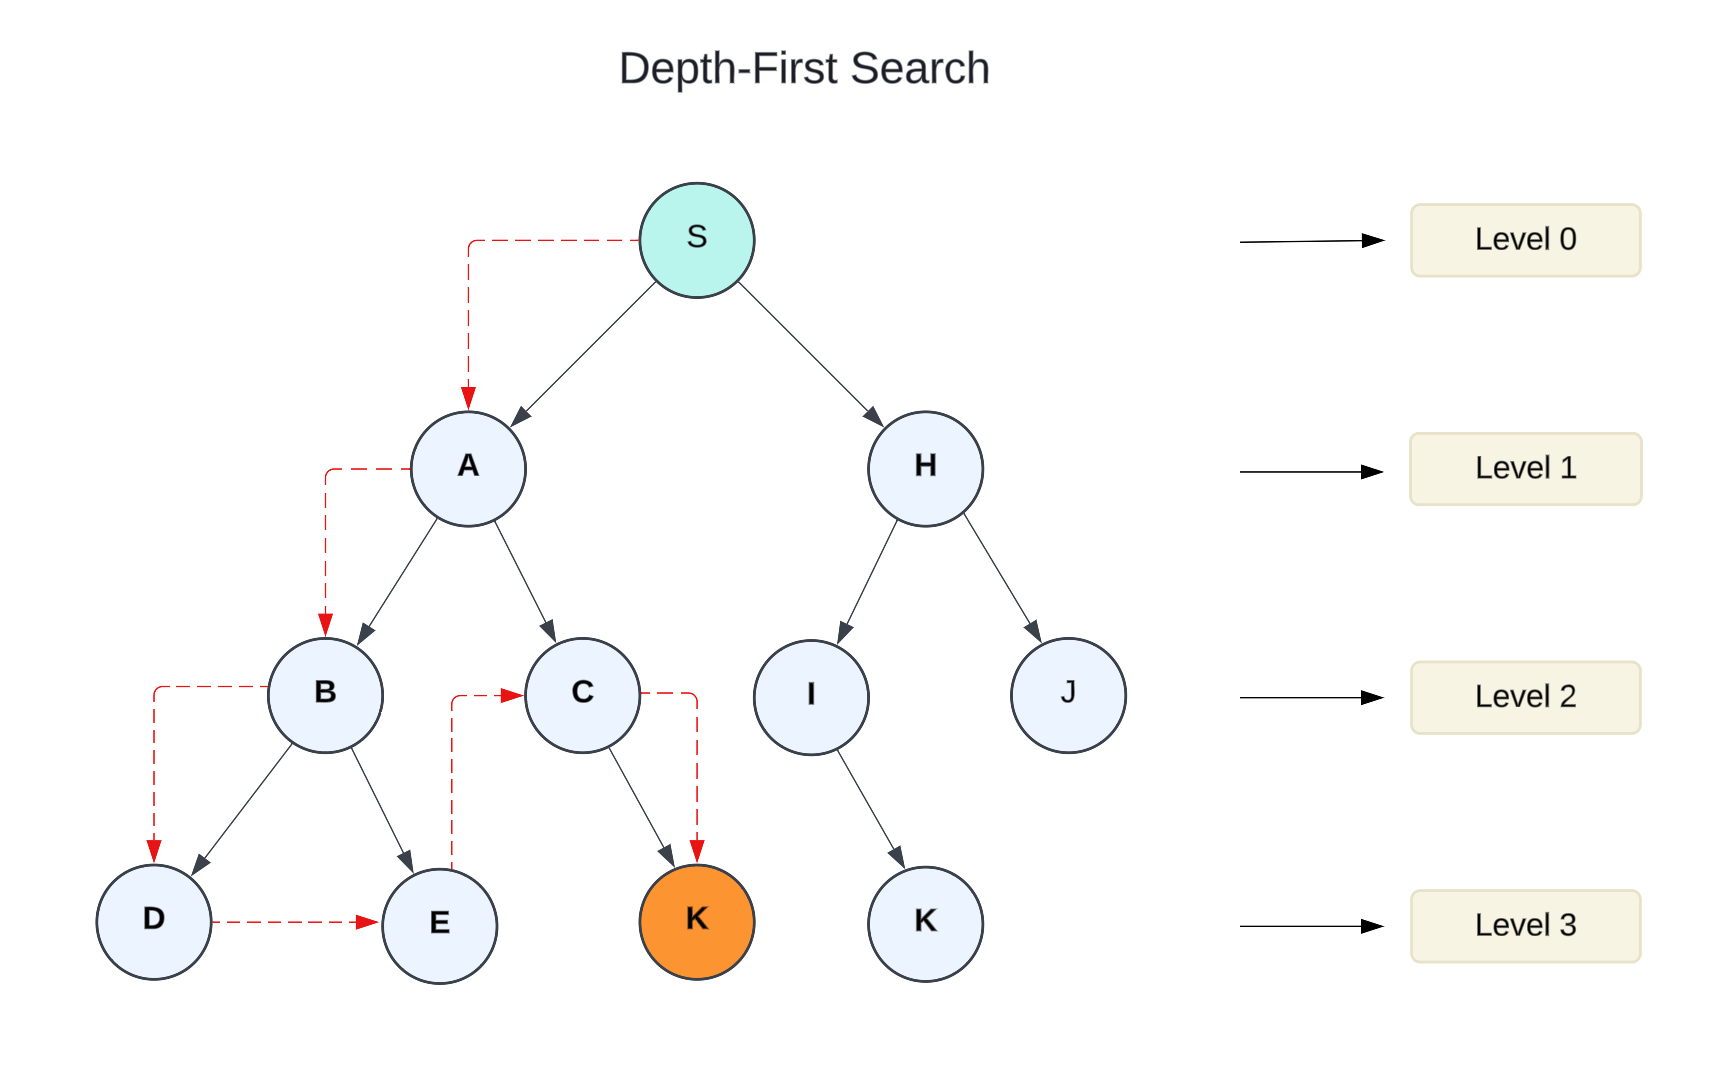 Depth-First Search
S
Level 0
A
H
Level 1
B
C
I
J
Level 2
D
E
K
K
Level 3